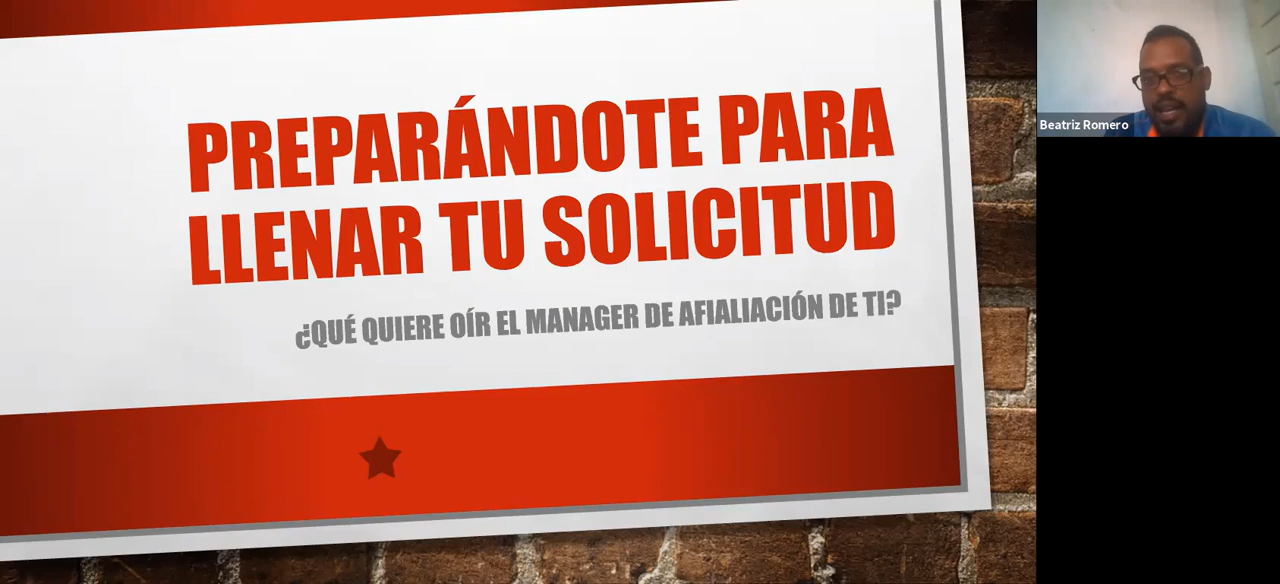 PREPARÁNDOTE PARA
LLENAR TU SOLICITUD
¿QUÉ QUIERE OÍR EL MANAGER DE AFIALIACIÓN DE TI?
Beatriz Romero